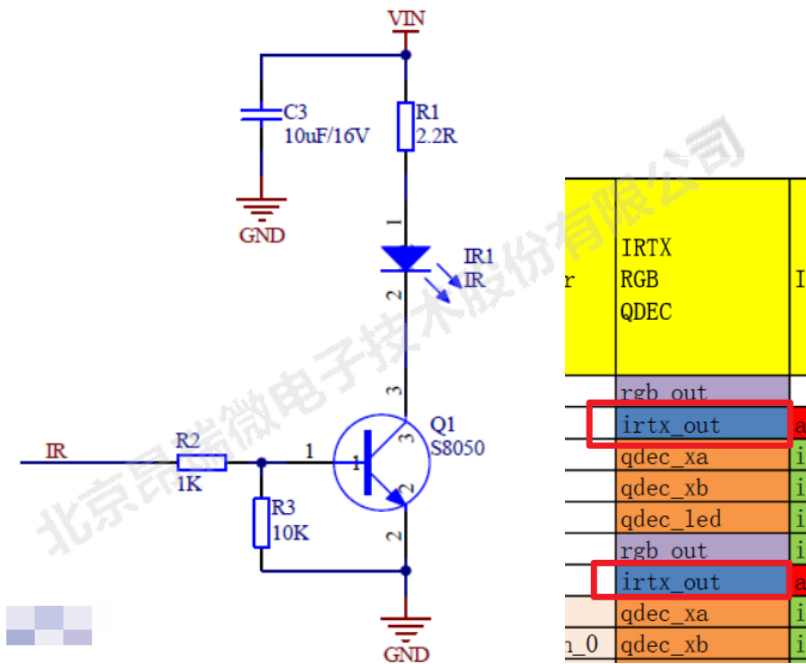 VIN
C3
10uF/16V
R1
2.2R
GND
1
IR1
IR
2
3
Q1
S8050
3
IR
R2
1K
1
1
R3
10K
2
2
GND
北京昂瑞微电子技术股份有限公司
r
IRTX
RGB
QDEC
I
rgb_out
irtx_out
a
qdec_xa
i
qdec_xb
i
qdec_led
i
rgb_out
i
irtx_out
a
qdec_xa
i
n_0
qdec_xb
i